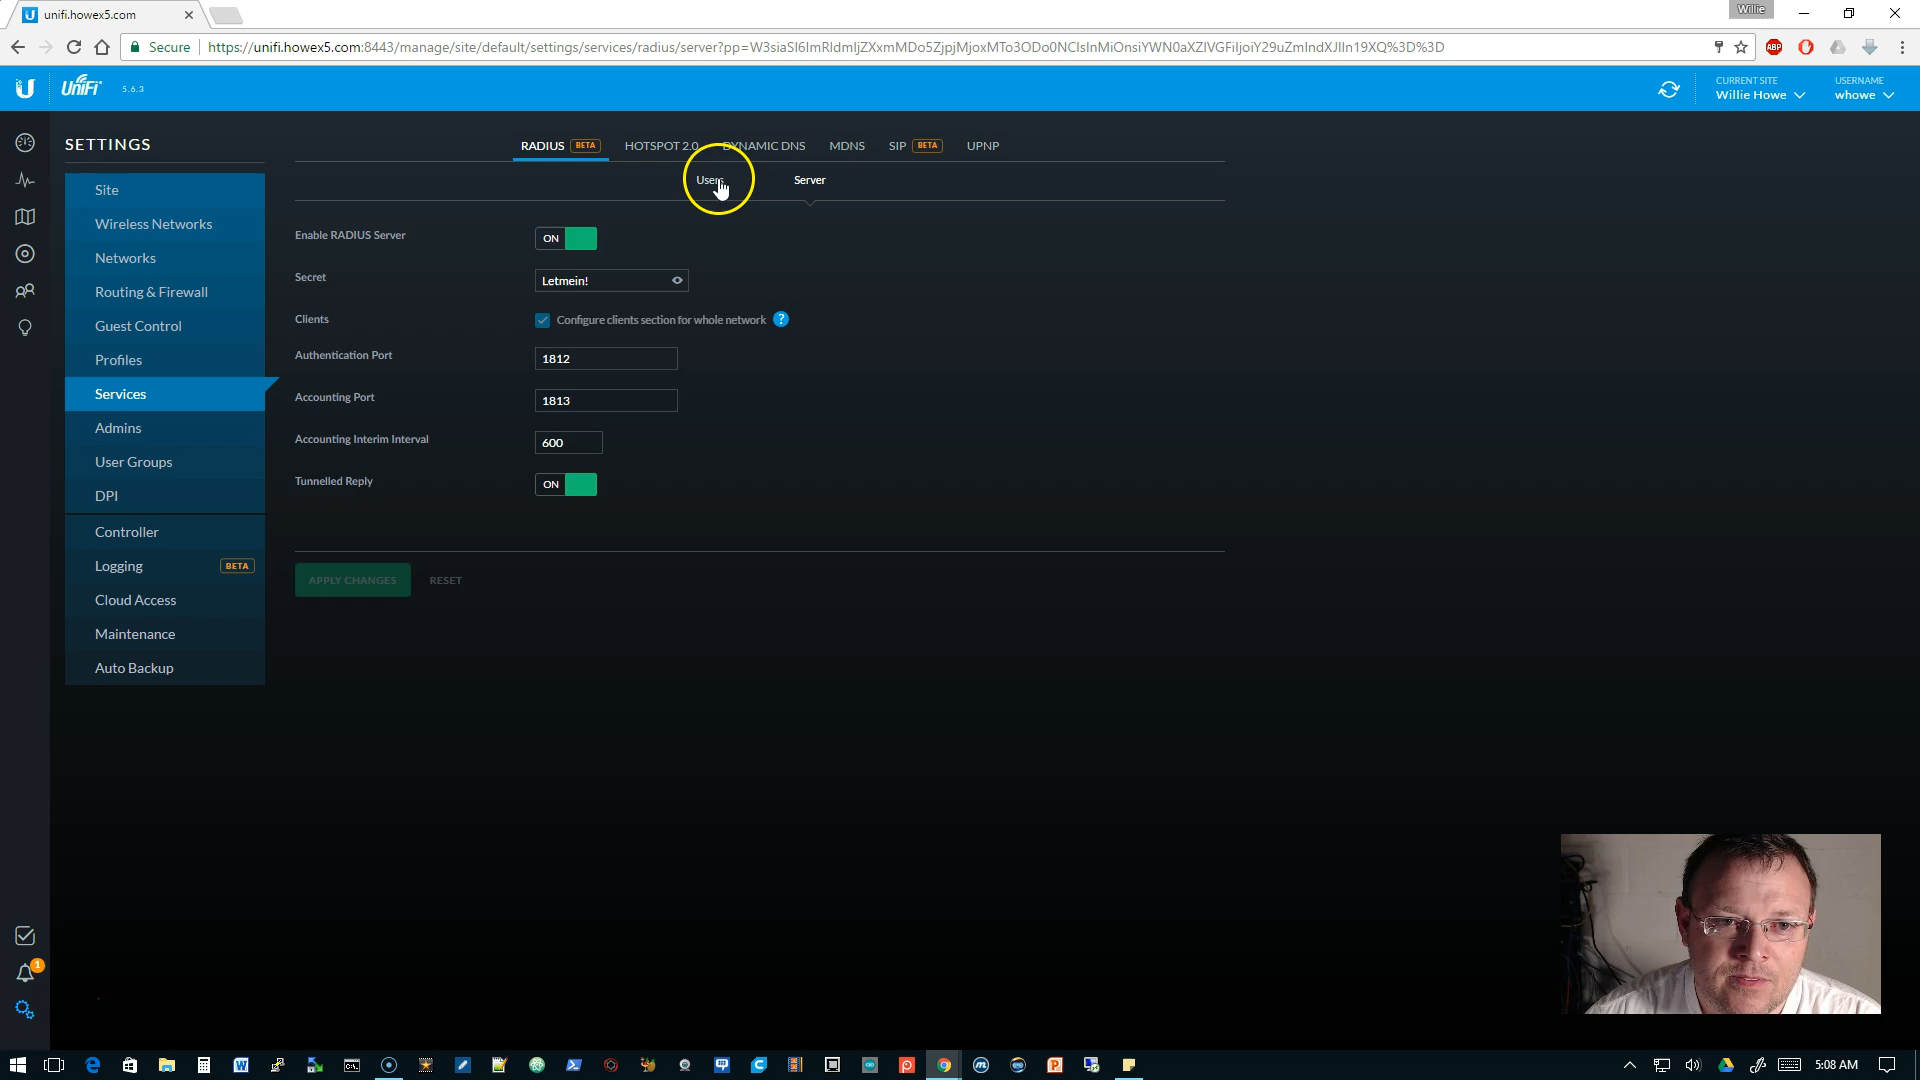 unifi.howex5.com
Willie
Secure
https://unifi.howex5.com:8443/manage/site/default/settings/services/radius/server?pp=
ABP
UniFi 5.6.3
CURRENT SITE
Willie Howe
USERNAME
whowe
SETTINGS
RADIUS BETA HOTSPOT 2.0 DYNAMIC DNS MDNS SIP BETA UPNP
Users Server
Site
Wireless Networks
Networks
Routing & Firewall
Guest Control
Profiles
Services
Admins
User Groups
DPI
Controller
Logging BETA
Cloud Access
Maintenance
Auto Backup
Enable RADIUS Server ON
Secret Letmein!
Clients Configure clients section for whole network ?
Authentication Port 1812
Accounting Port 1813
Accounting Interim Interval 600
Tunnelled Reply ON
APPLY CHANGES RESET
1
5:08 AM